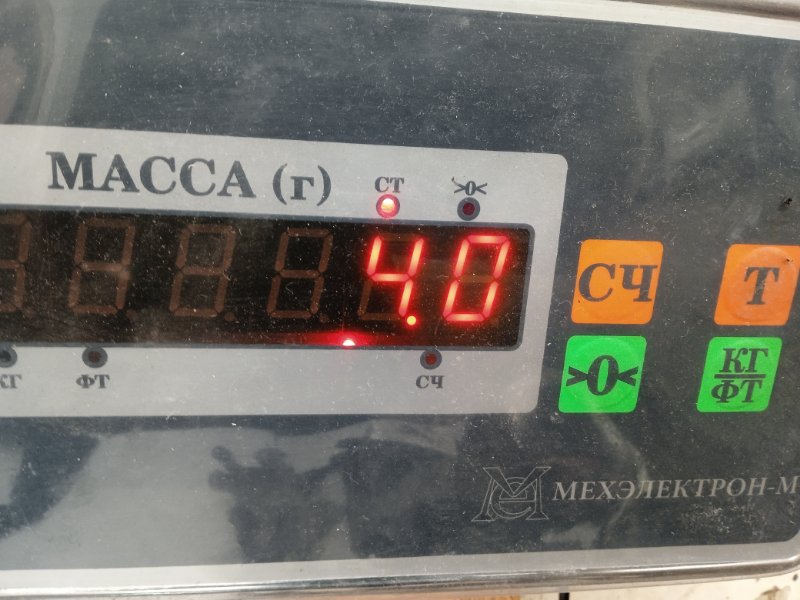 МАССА (г)
СТ >0<
4.0
КГ ФТ СЧ
СЧ Т
>0< КГ
ФТ
МЕХЭЛЕКТРОН-М